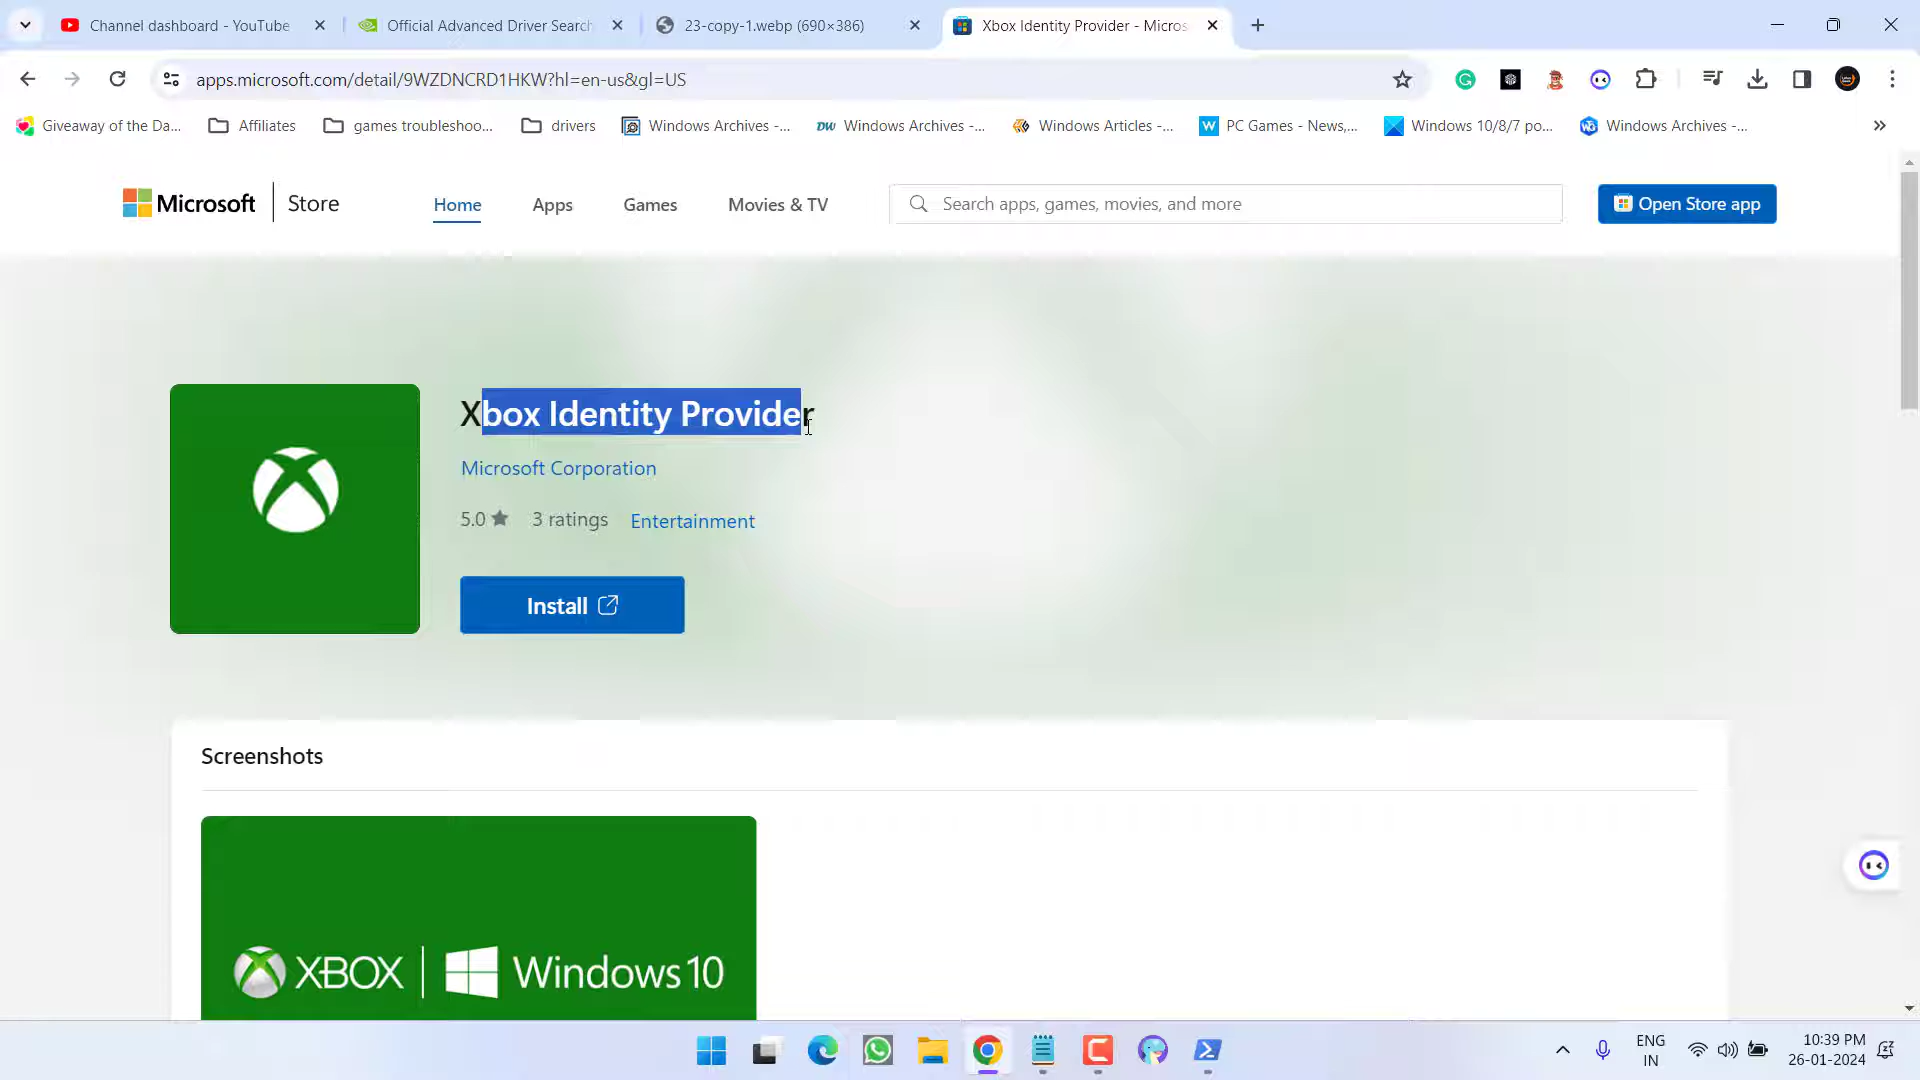 Channel dashboard - YouTube
Official Advanced Driver Search
23-copy-1.webp (690×386)
Xbox Identity Provider - Micros
apps.microsoft.com/detail/9WZDNCRD1HKW?hl=en-us&gl=US
Giveaway of the Da...
Affiliates
games troubleshoo...
drivers
Windows Archives -...
DW Windows Archives -...
Windows Articles -...
W PC Games - News,...
Windows 10/8/7 po...
Windows Archives -...
Microsoft
Store
Home
Apps
Games
Movies & TV
Search apps, games, movies, and more
Open Store app
Xbox Identity Provider
Microsoft Corporation
5.0 ★ 3 ratings Entertainment
Install
Screenshots
XBOX | Windows 10
ENG
IN
10:39 PM
26-01-2024